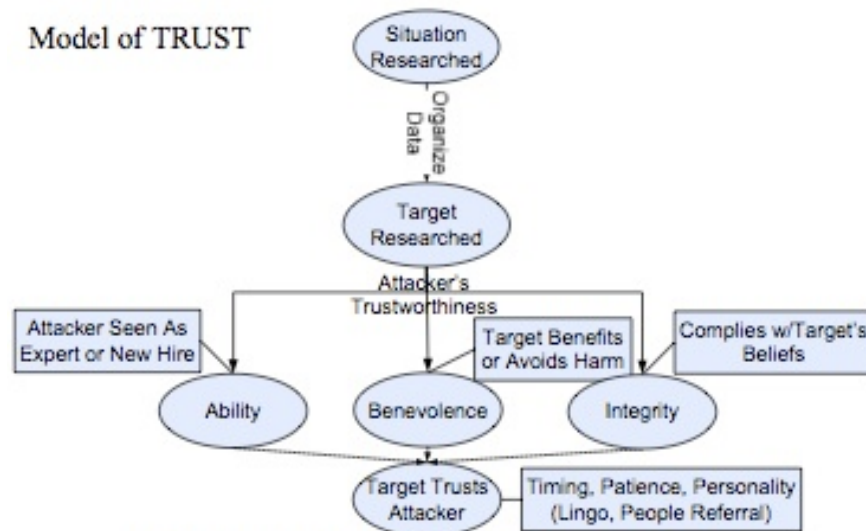 Model of TRUST
Situation
Researched
Organize
Data
Target
Researched
Attacker's
Trustworthiness
Attacker Seen As
Expert or New Hire
Target Benefits
or Avoids Harm
Complies w/Target's
Beliefs
Ability
Benevolence
Integrity
Target Trusts
Attacker
Timing, Patience, Personality
(Lingo, People Referral)